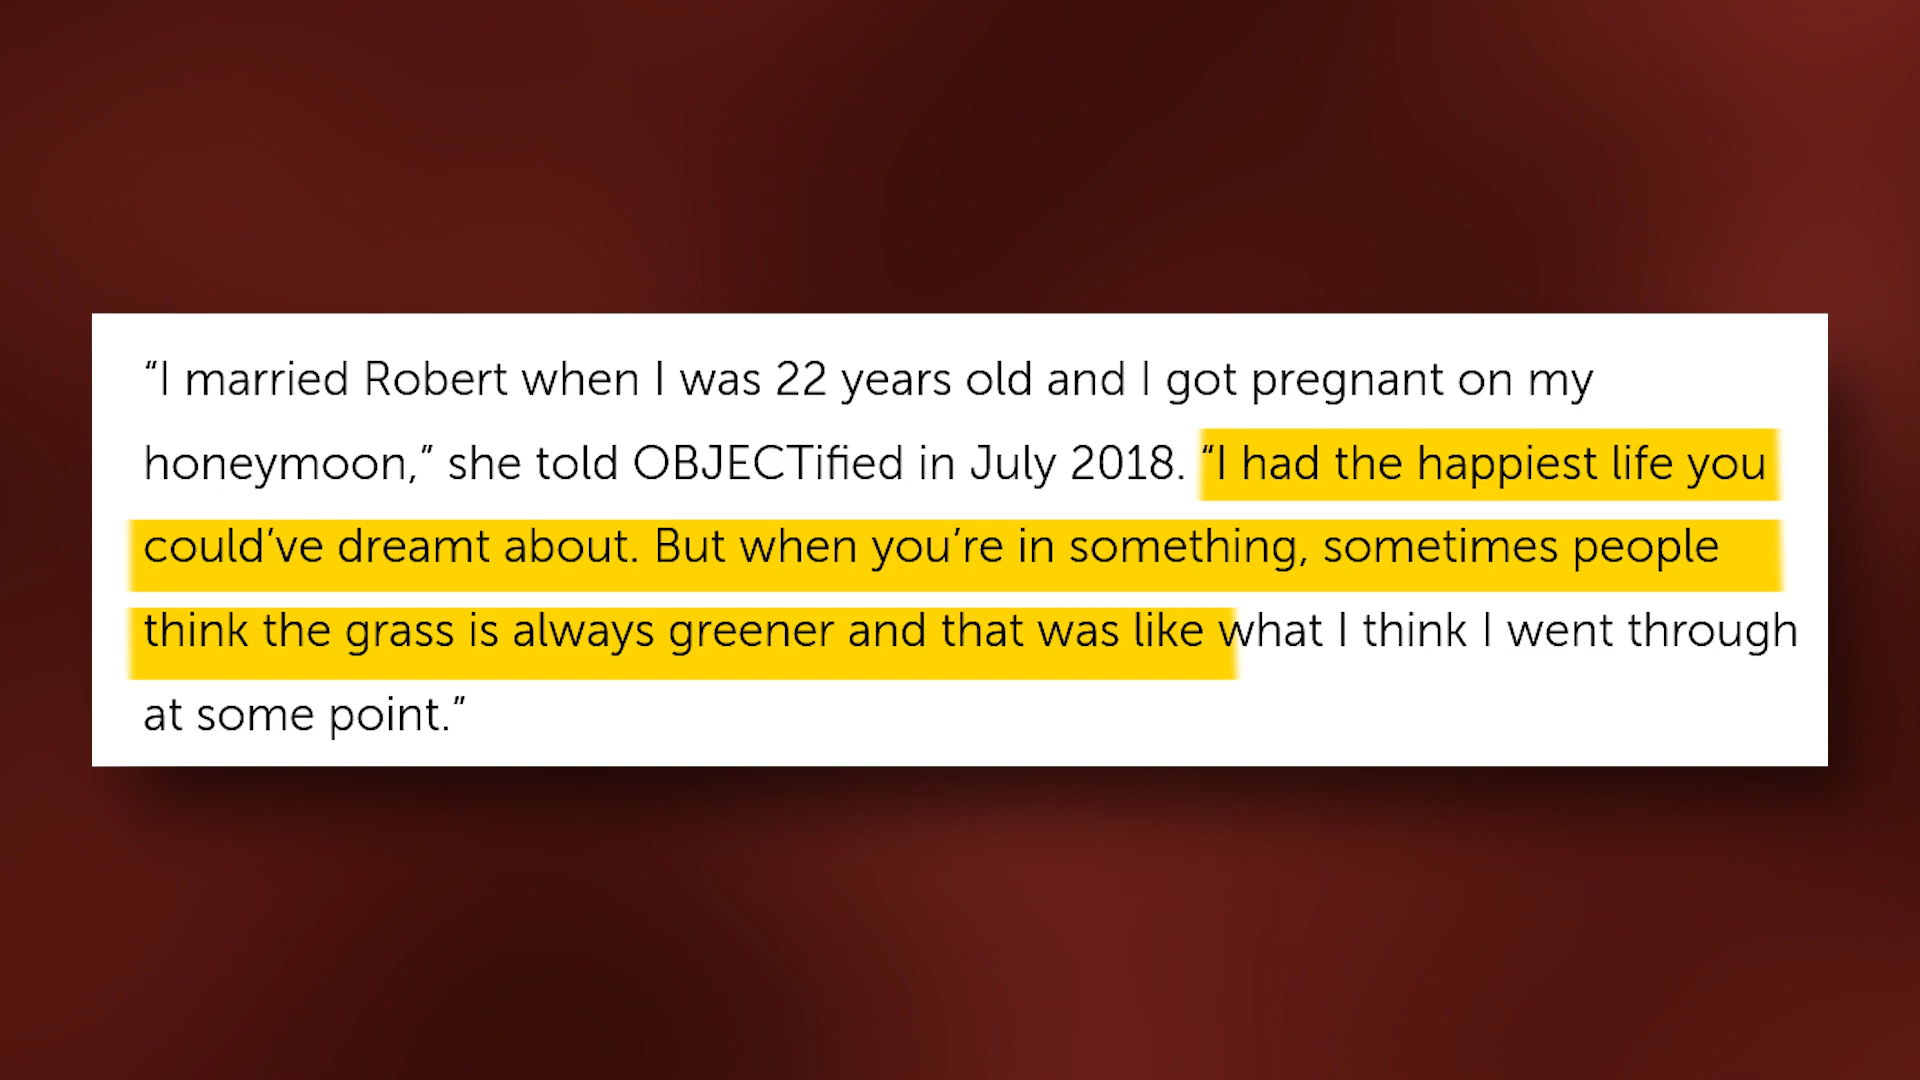 “I married Robert when I was 22 years old and I got pregnant on my
honeymoon,” she told OBJECTified in July 2018. “I had the happiest life you
could’ve dreamt about. But when you’re in something, sometimes people
think the grass is always greener and that was like what I think I went through
at some point.”